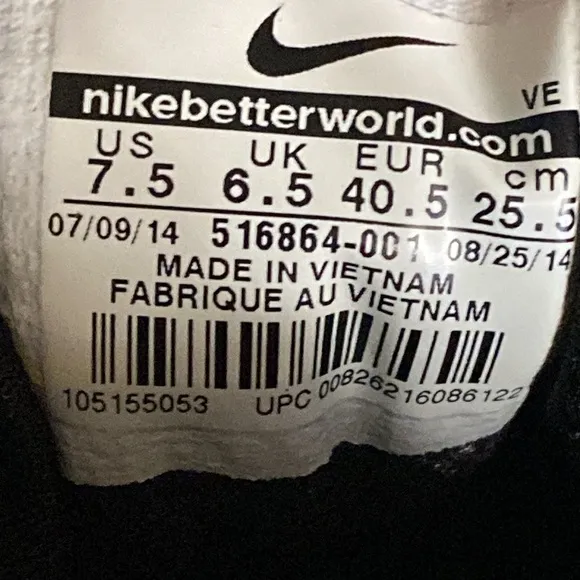 VE
nikebetterworld.com
US UK EUR cm
7.5 6.5 40.5 25.5
07/09/14 516864-001 08/25/14
MADE IN VIETNAM
FABRIQUE AU VIETNAM
105155053 UPC 00826216086122